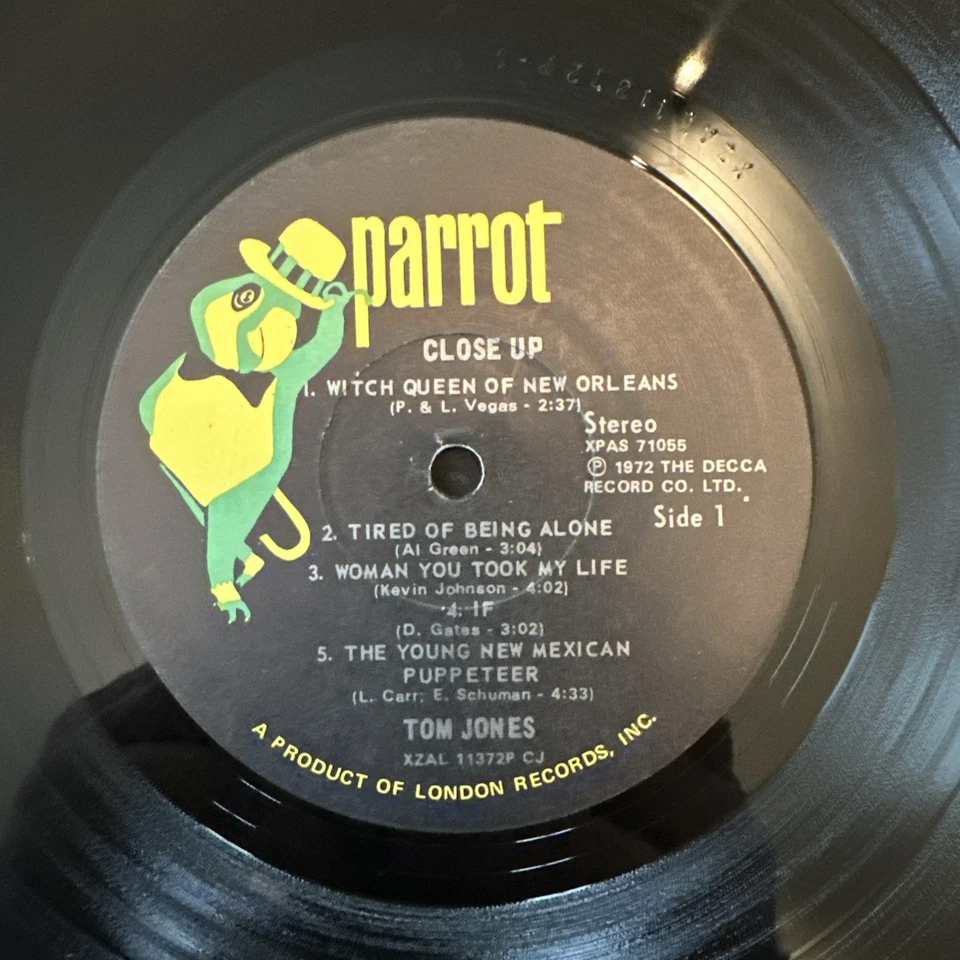 parrot
CLOSE UP
1. WITCH QUEEN OF NEW ORLEANS
(P. & L. Vegas - 2:37)
Stereo
XPAS 71055
Ⓟ 1972 THE DECCA
RECORD CO. LTD.
Side 1
2. TIRED OF BEING ALONE
(Al Green - 3:04)
3. WOMAN YOU TOOK MY LIFE
(Kevin Johnson - 4:02)
4. IF
(D. Gates - 3:02)
5. THE YOUNG NEW MEXICAN
PUPPETEER
(L. Carr; E. Schuman - 4:33)
TOM JONES
XZAL 11372P CJ
A PRODUCT OF LONDON RECORDS, INC.